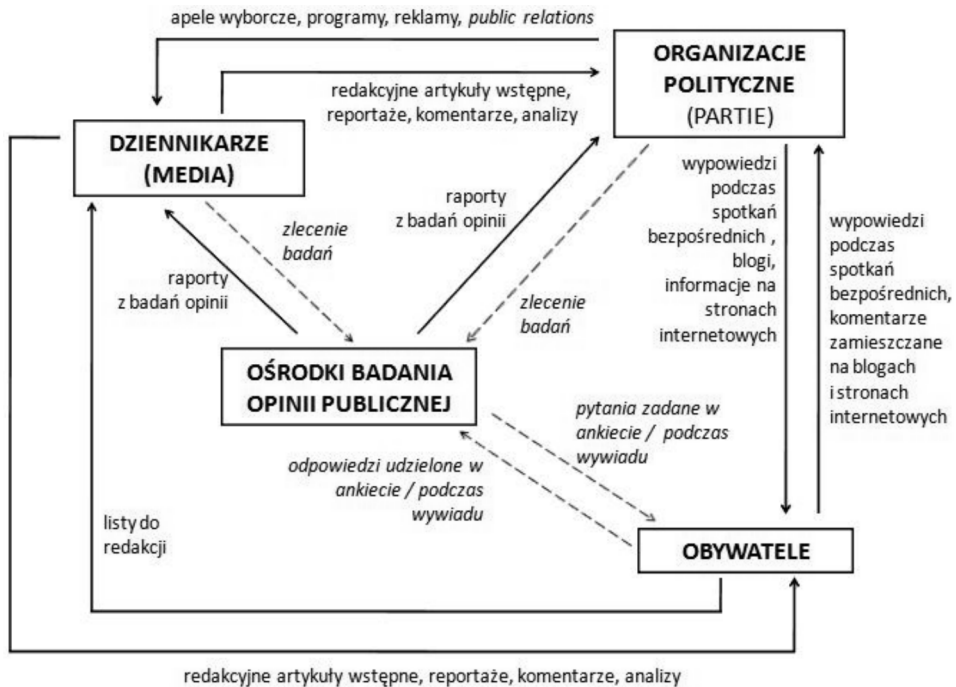 apele wyborcze, programy, reklamy, public relations
ORGANIZACJE
POLITYCZNE
(PARTIE)
redakcyjne artykuły wstępne,
reportaże, komentarze, analizy
DZIENNIKARZE
(MEDIA)
raporty
z badań opinii
zlecenie
badań
raporty
z badań opinii
zlecenie
badań
wypowiedzi
podczas
spotkań
bezpośrednich ,
blogi,
informacje na
stronach
internetowych
wypowiedzi
podczas
spotkań
bezpośrednich,
komentarze
zamieszczane
na blogach
i stronach
internetowych
OŚRODKI BADANIA
OPINII PUBLICZNEJ
pytania zadane w
ankiecie / podczas
wywiadu
odpowiedzi udzielone w
ankiecie / podczas
wywiadu
listy do
redakcji
OBYWATELE
redakcyjne artykuły wstępne, reportaże, komentarze, analizy